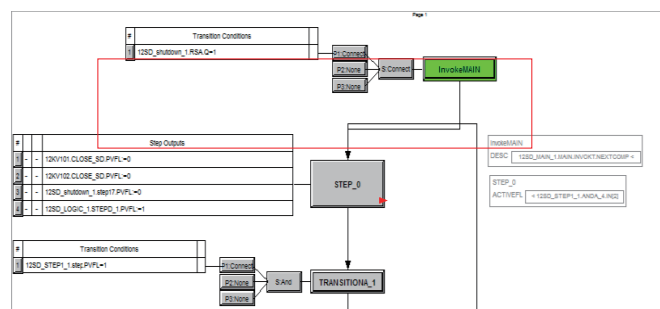 Page 1
# Transition Conditions
1 12SD_shutdown_1.RSA.Q=1
P1:Connect
P2:None
P3:None
S:Connect
InvokeMAIN
# Step Outputs
1 - - 12KV101.CLOSE_SD.PVFL:=0
2 - - 12KV102.CLOSE_SD.PVFL:=0
3 - - 12SD_shutdown_1.step17.PVFL:=0
4 - - 12SD_LOGIC_1.STEPD_1.PVFL:=1
STEP_0
InvokeMAIN
DESC 12SD_MAIN_1.MAIN.INVOKT.NEXTCOMP <
STEP_0
ACTIVEFL < 12SD_STEP1_1.ANDA_4.IN[2]
# Transition Conditions
1 12SD_STEP1_1.step.PVFL=1
P1:Connect
P2:None
P3:None
S:And
TRANSITIONA_1